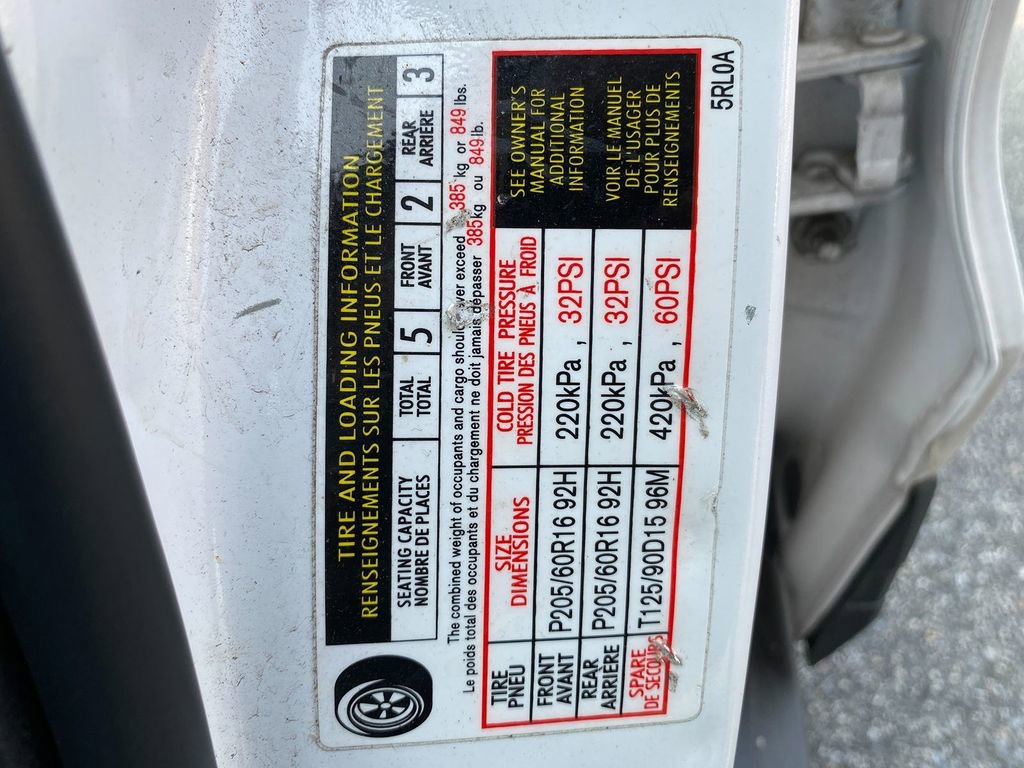 TIRE AND LOADING INFORMATION
RENSEIGNEMENTS SUR LES PNEUS ET LE CHARGEMENT
SEATING CAPACITY
NOMBRE DE PLACES
TOTAL
TOTAL
5
FRONT
AVANT
2
REAR
ARRIÈRE
3
The combined weight of occupants and cargo should exceed 385 kg or 849 lbs.
Le poids total des occupants et du chargement ne doit jamais dépasser 385kg ou 849 lb.
TIRE
PNEU
SIZE
DIMENSIONS
COLD TIRE PRESSURE
PRESSION DES PNEUS À FROID
FRONT
AVANT
P205/60R16 92H
220kPa , 32PSI
REAR
ARRIÈRE
P205/60R16 92H
220kPa , 32PSI
SPARE
DE SECOURS
T125/90D15 96M
420kPa , 60PSI
SEE OWNER'S
MANUAL FOR
ADDITIONAL
INFORMATION
VOIR LE MANUEL
DE L'USAGER
POUR PLUS DE
RENSEIGNEMENTS
5RL0A